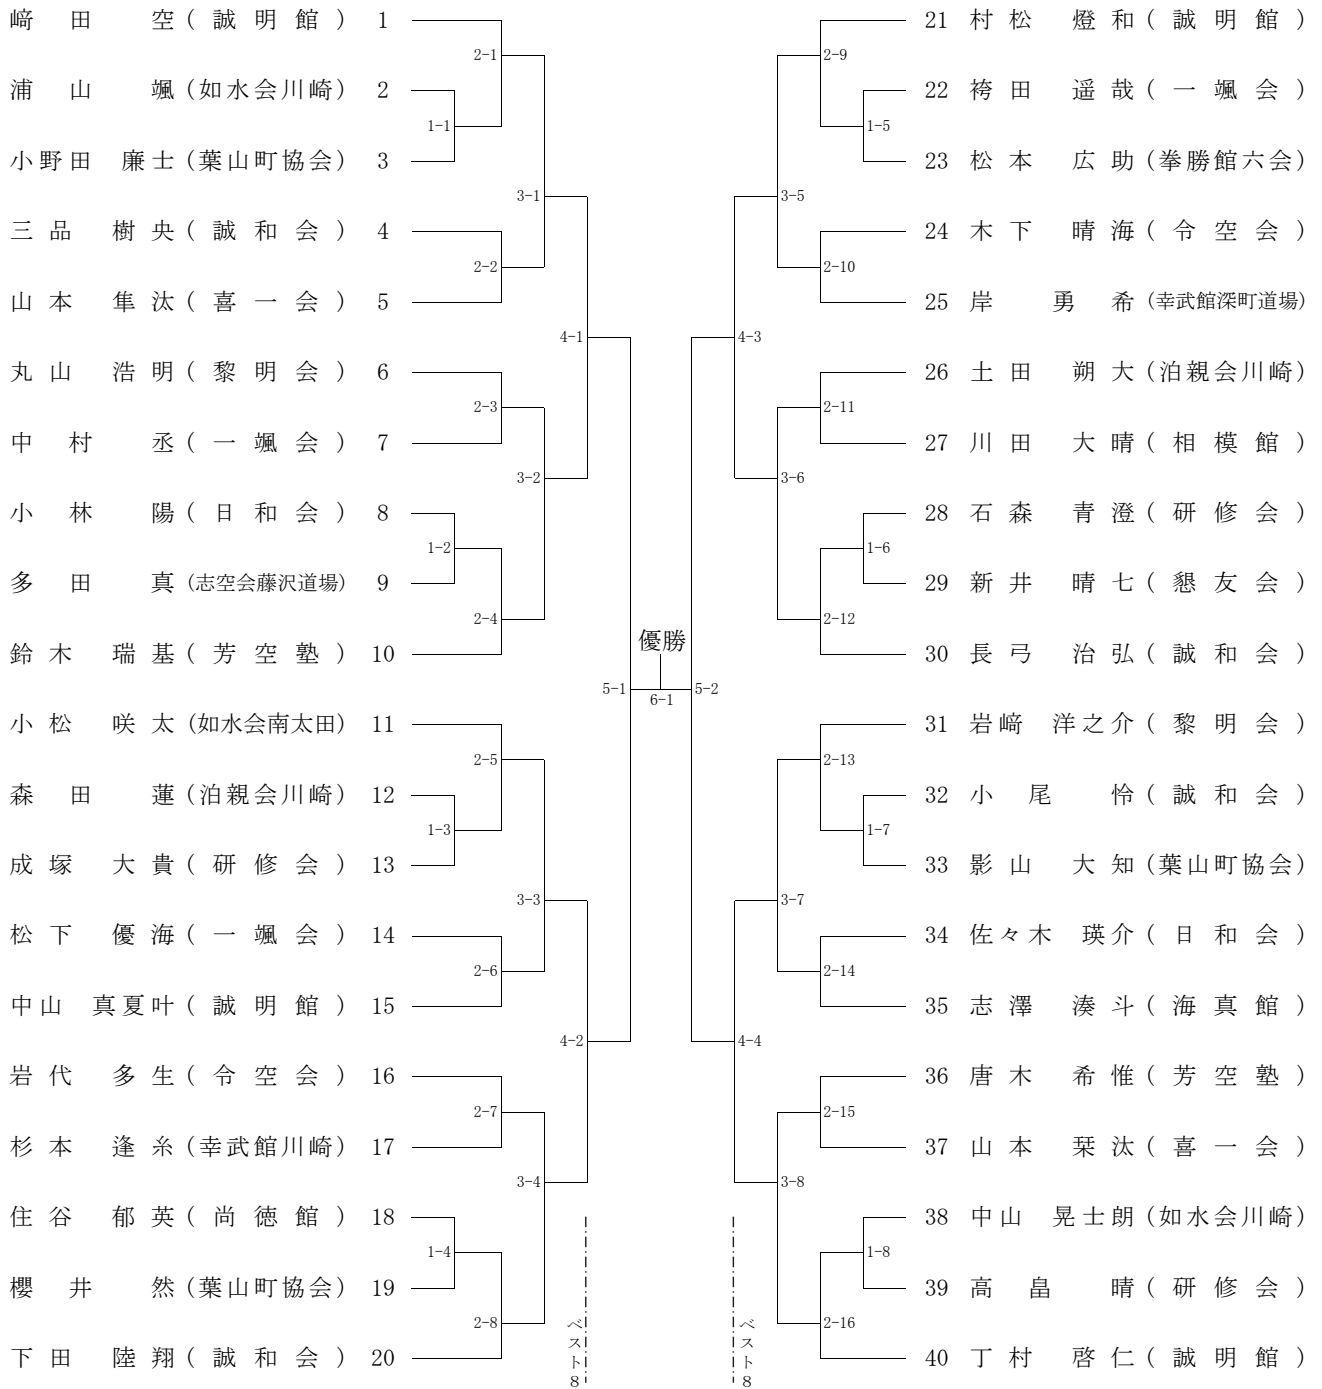 﨑田 空(誠明館) 1
2-1
浦山 颯(如水会川崎) 2
1-1
小野田 廉士(葉山町協会) 3
3-1
三品 樹央(誠和会) 4
2-2
山本 隼汰(喜一会) 5
4-1
丸山 浩明(黎明会) 6
2-3
中村 丞(一颯会) 7
3-2
小林 陽(日和会) 8
1-2
多田 真(志空会藤沢道場) 9
2-4
鈴木 瑞基(芳空塾) 10
5-1
小松 咲太(如水会南太田) 11
2-5
森田 蓮(泊親会川崎) 12
1-3
成塚 大貴(研修会) 13
3-3
松下 優海(一颯会) 14
2-6
中山 真夏叶(誠明館) 15
4-2
岩代 多生(令空会) 16
2-7
杉本 逢糸(幸武館川崎) 17
3-4
住谷 郁英(尚徳館) 18
1-4
櫻井 然(葉山町協会) 19
2-8
下田 陸翔(誠和会) 20
ベスト8
優勝
6-1
21 村松 燈和(誠明館)
2-9
22 袴田 遥哉(一颯会)
1-5
23 松本 広助(拳勝館六会)
3-5
24 木下 晴海(令空会)
2-10
25 岸 勇希(幸武館深町道場)
4-3
26 土田 朔大(泊親会川崎)
2-11
27 川田 大晴(相模館)
3-6
28 石森 青澄(研修会)
1-6
29 新井 晴七(懇友会)
2-12
30 長弓 治弘(誠和会)
5-2
31 岩﨑 洋之介(黎明会)
2-13
32 小尾 怜(誠和会)
1-7
33 影山 大知(葉山町協会)
3-7
34 佐々木 瑛介(日和会)
2-14
35 志澤 湊斗(海真館)
4-4
36 唐木 希惟(芳空塾)
2-15
37 山本 栞汰(喜一会)
3-8
38 中山 晃士朗(如水会川崎)
1-8
39 高畠 晴(研修会)
2-16
40 丁村 啓仁(誠明館)
ベスト8